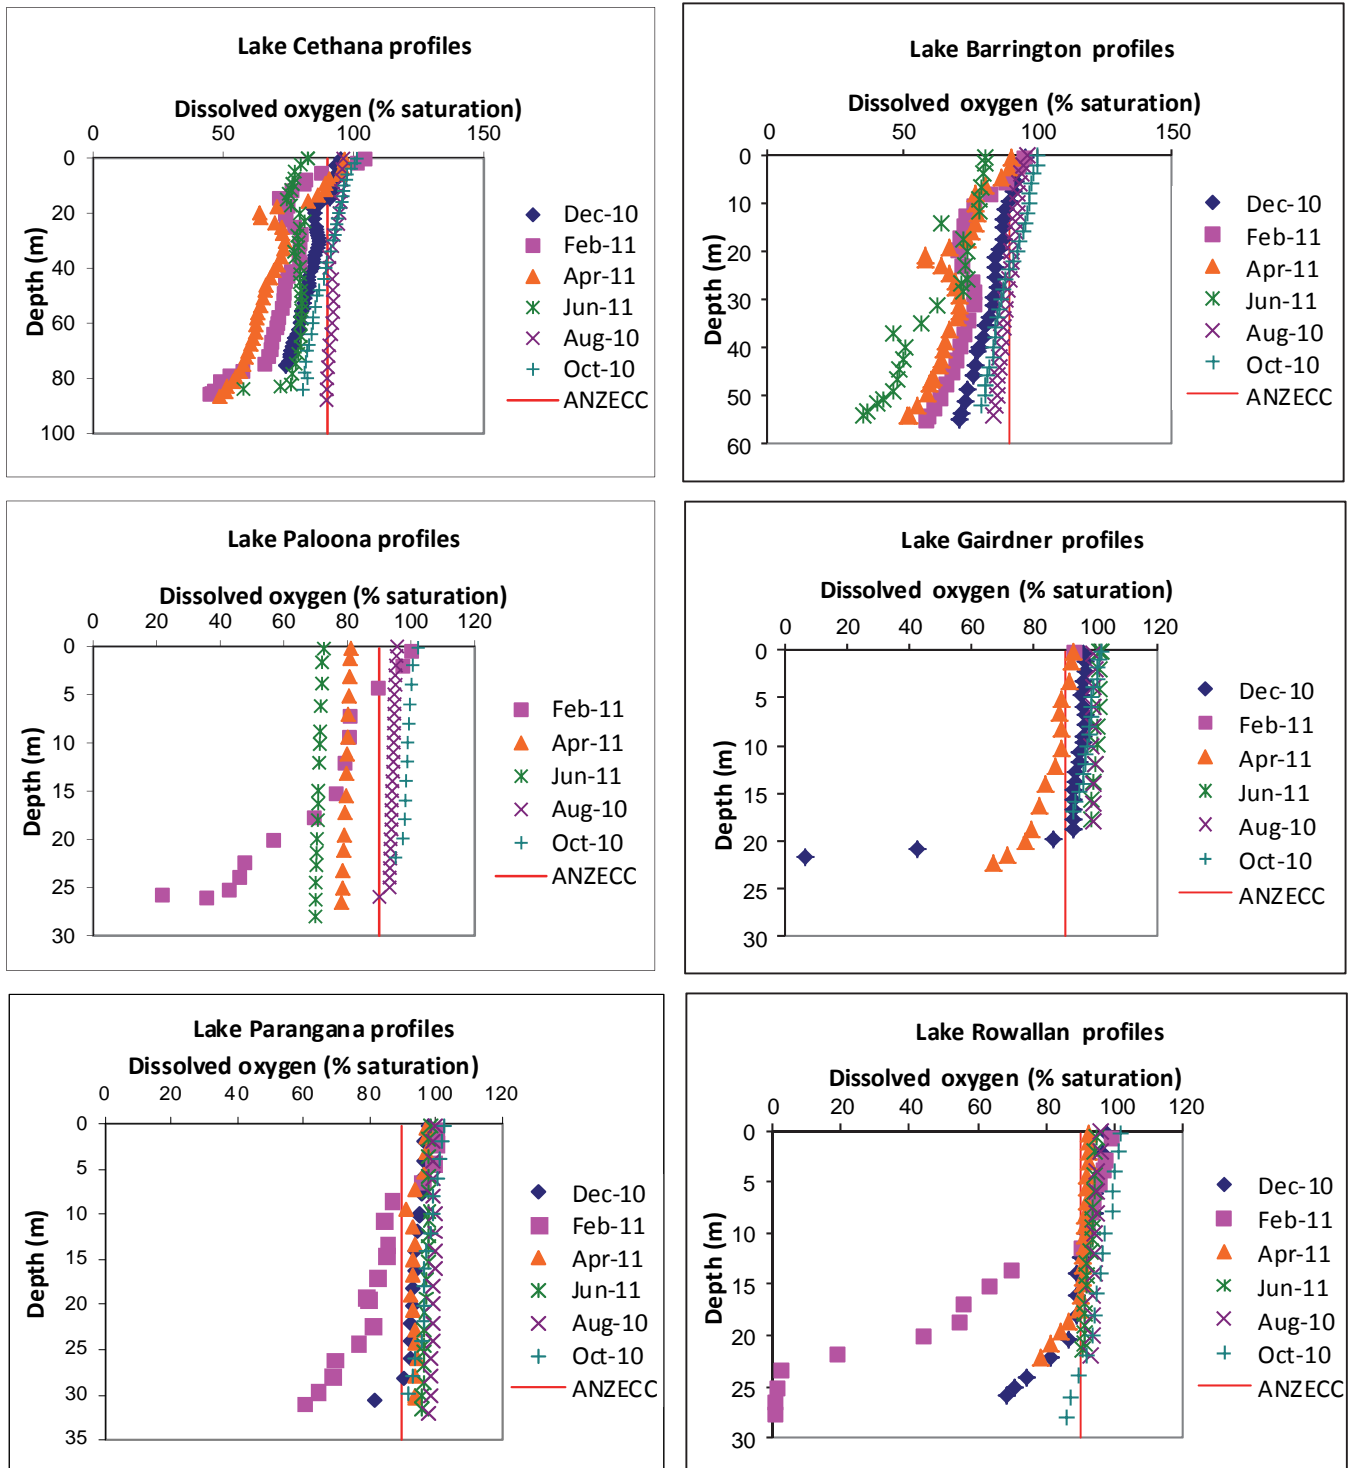 Lake Cethana profiles
Dissolved oxygen (% saturation)
0 50 100 150
0
20
40
60
80
100
Depth (m)
Dec-10
Feb-11
Apr-11
Jun-11
Aug-10
Oct-10
ANZECC
Lake Barrington profiles
Dissolved oxygen (% saturation)
0 50 100 150
0
10
20
30
40
50
60
Depth (m)
Dec-10
Feb-11
Apr-11
Jun-11
Aug-10
Oct-10
ANZECC
Lake Paloona profiles
Dissolved oxygen (% saturation)
0 20 40 60 80 100 120
0
5
10
15
20
25
30
Depth (m)
Feb-11
Apr-11
Jun-11
Aug-10
Oct-10
ANZECC
Lake Gairdner profiles
Dissolved oxygen (% saturation)
0 20 40 60 80 100 120
0
5
10
15
20
25
30
Depth (m)
Dec-10
Feb-11
Apr-11
Jun-11
Aug-10
Oct-10
ANZECC
Lake Parangana profiles
Dissolved oxygen (% saturation)
0 20 40 60 80 100 120
0
5
10
15
20
25
30
35
Depth (m)
Dec-10
Feb-11
Apr-11
Jun-11
Aug-10
Oct-10
ANZECC
Lake Rowallan profiles
Dissolved oxygen (% saturation)
0 20 40 60 80 100 120
0
5
10
15
20
25
30
Depth (m)
Dec-10
Feb-11
Apr-11
Jun-11
Aug-10
Oct-10
ANZECC